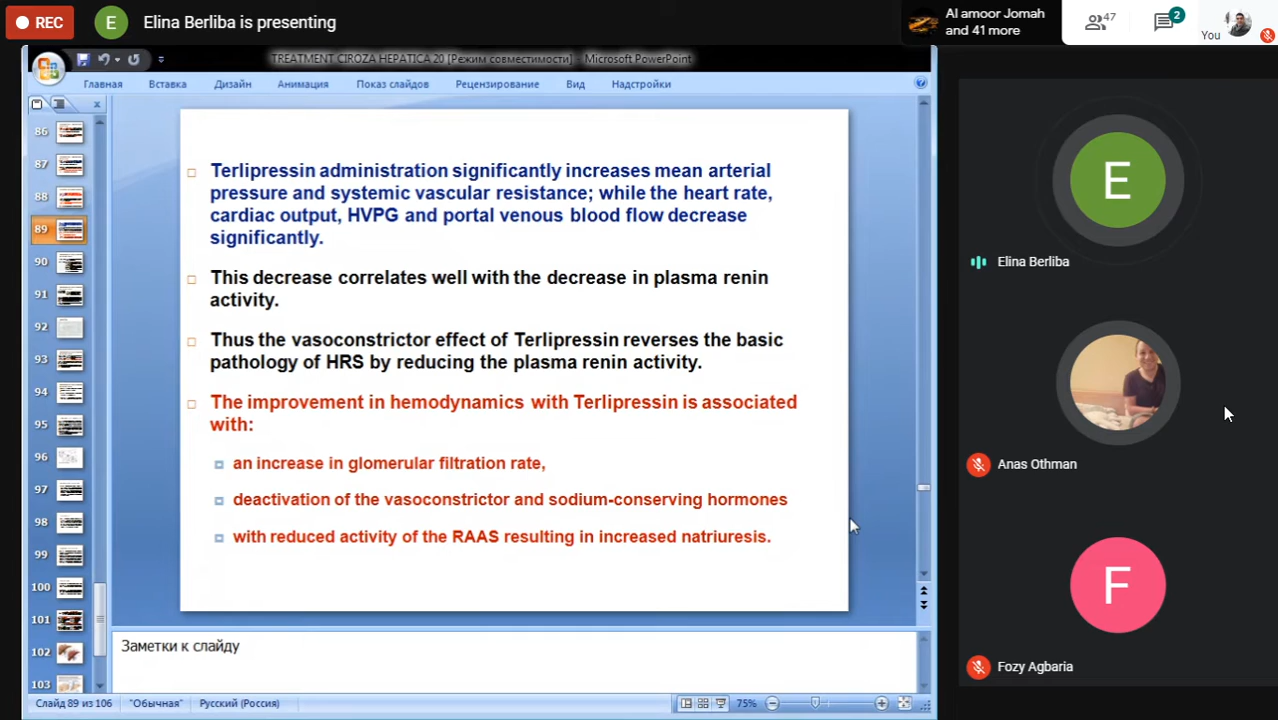 REC
E
Elina Berliba is presenting
Al amoor Jomah
and 41 more
47
2
You
TREATMENT CIROZA HEPATICA 20 [Режим совместимости] - Microsoft PowerPoint
Главная
Вставка
Дизайн
Анимация
Показ слайдов
Рецензирование
Вид
Надстройки
86
87
88
89
90
91
92
93
94
95
96
97
98
99
100
101
102
103
Terlipressin administration significantly increases mean arterial
pressure and systemic vascular resistance; while the heart rate,
cardiac output, HVPG and portal venous blood flow decrease
significantly.
This decrease correlates well with the decrease in plasma renin
activity.
Thus the vasoconstrictor effect of Terlipressin reverses the basic
pathology of HRS by reducing the plasma renin activity.
The improvement in hemodynamics with Terlipressin is associated
with:
an increase in glomerular filtration rate,
deactivation of the vasoconstrictor and sodium-conserving hormones
with reduced activity of the RAAS resulting in increased natriuresis.
Заметки к слайду
Слайд 89 из 106
"Обычная"
Русский (Россия)
75%
E
Elina Berliba
Anas Othman
F
Fozy Agbaria